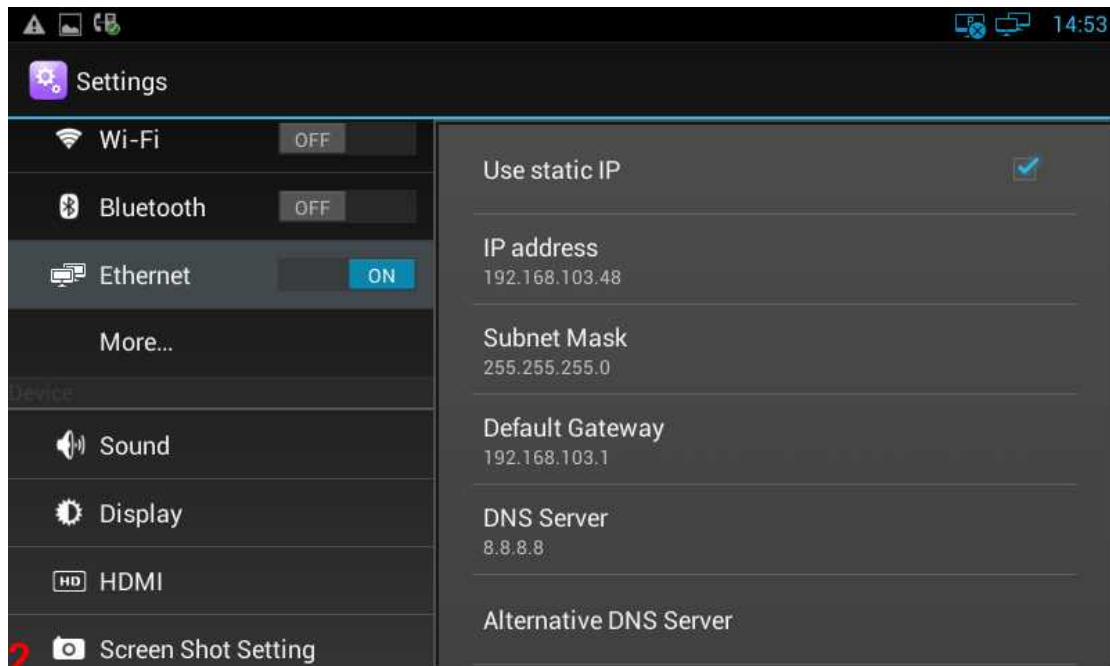 14:53
Settings
Wi-Fi OFF
Bluetooth OFF
Ethernet ON
More...
Device
Sound
Display
HD HDMI
Screen Shot Setting
2
Use static IP
IP address
192.168.103.48
Subnet Mask
255.255.255.0
Default Gateway
192.168.103.1
DNS Server
8.8.8.8
Alternative DNS Server